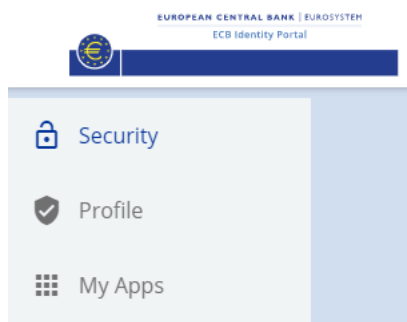 EUROPEAN CENTRAL BANK | EUROSYSTEM
ECB Identity Portal
Security
Profile
My Apps